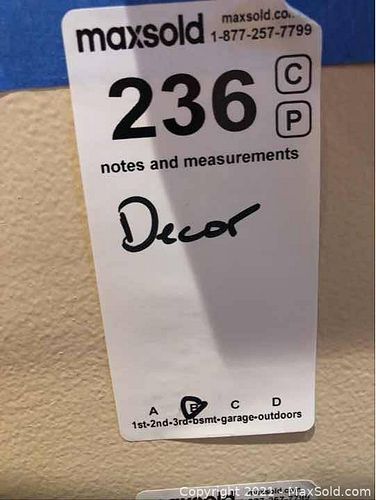 maxsold maxsold.co
1-877-257-7799
236 C
P
notes and measurements
Decor
A B C D
1st-2nd-3rd-bsmt-garage-outdoors
Copyright 2021 - MaxSold.com